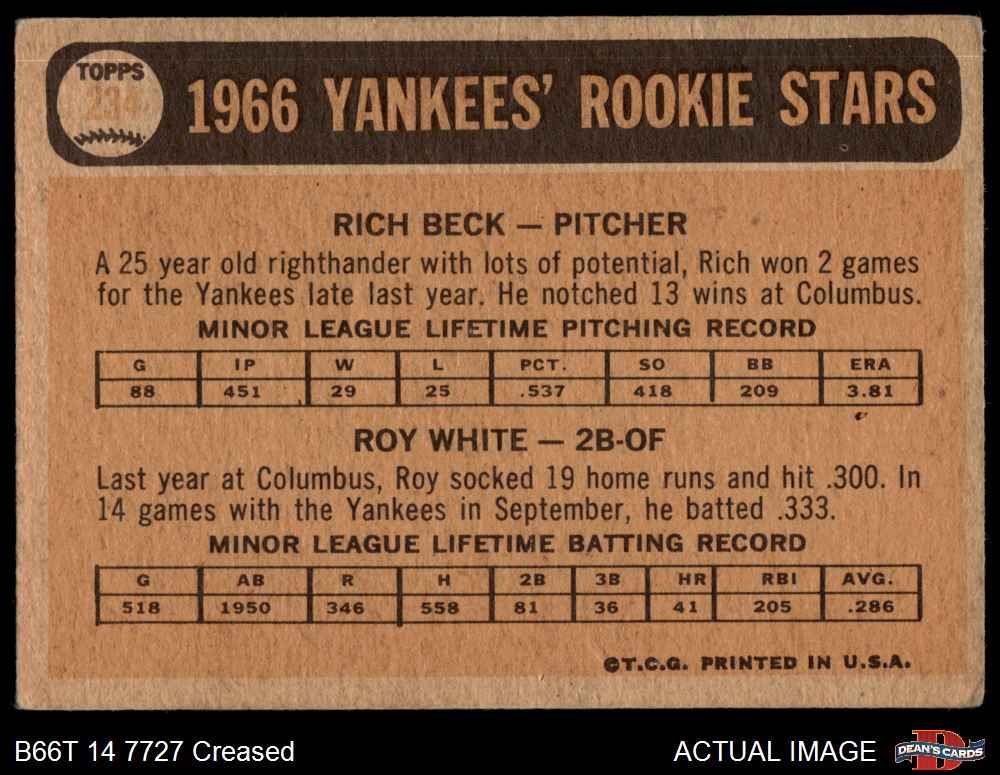 TOPPS
234
1966 YANKEES' ROOKIE STARS
RICH BECK — PITCHER
A 25 year old righthander with lots of potential, Rich won 2 games
for the Yankees late last year. He notched 13 wins at Columbus.
MINOR LEAGUE LIFETIME PITCHING RECORD
G IP W L PCT. SO BB ERA
88 451 29 25 .537 418 209 3.81
ROY WHITE — 2B-OF
Last year at Columbus, Roy socked 19 home runs and hit .300. In
14 games with the Yankees in September, he batted .333.
MINOR LEAGUE LIFETIME BATTING RECORD
G AB R H 2B 3B HR RBI AVG.
518 1950 346 558 81 36 41 205 .286
©T.C.G. PRINTED IN U.S.A.
B66T 14 7727 Creased
ACTUAL IMAGE
D
DEAN'S CARDS